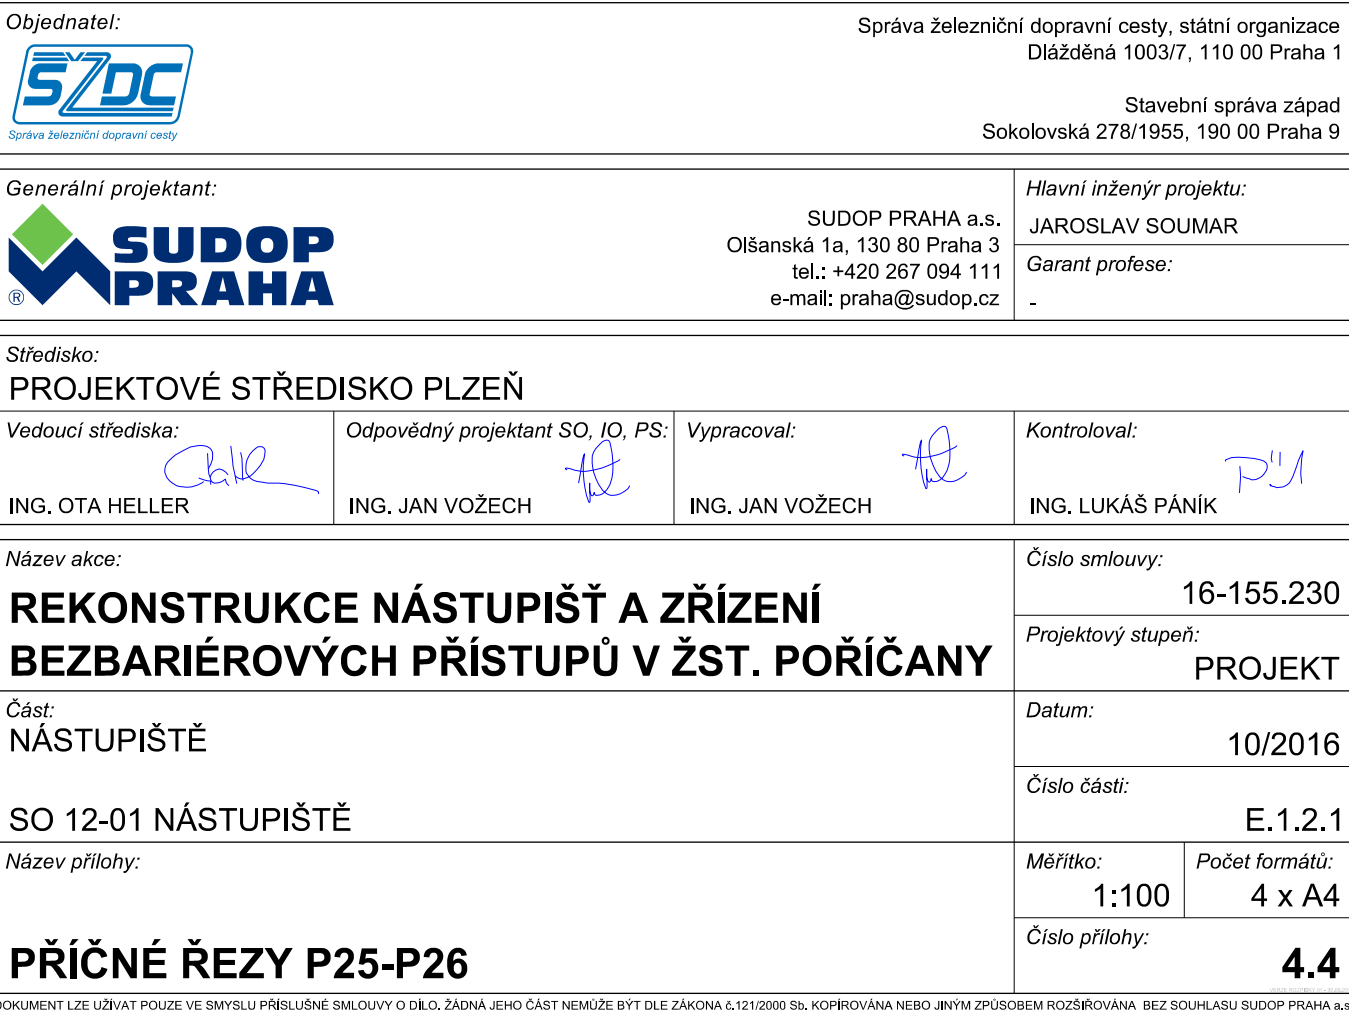 Objednatel:
Správa železniční dopravní cesty, státní organizace
Dlážděná 1003/7, 110 00 Praha 1
SŽDC
Správa železniční dopravní cesty
Stavební správa západ
Sokolovská 278/1955, 190 00 Praha 9
Generální projektant:
SUDOP
PRAHA
®
SUDOP PRAHA a.s.
Olšanská 1a, 130 80 Praha 3
tel.: +420 267 094 111
e-mail: praha@sudop.cz
Hlavní inženýr projektu:
JAROSLAV SOUMAR
Garant profese:
-
Středisko:
PROJEKTOVÉ STŘEDISKO PLZEŇ
Vedoucí střediska:
ING. OTA HELLER
Odpovědný projektant SO, IO, PS:
ING. JAN VOŽECH
Vypracoval:
ING. JAN VOŽECH
Kontroloval:
ING. LUKÁŠ PÁNÍK
Název akce:
REKONSTRUKCE NÁSTUPIŠŤ A ZŘÍZENÍ
BEZBARIÉROVÝCH PŘÍSTUPŮ V ŽST. POŘÍČANY
Číslo smlouvy:
16-155.230
Projektový stupeň:
PROJEKT
Část:
NÁSTUPIŠTĚ
SO 12-01 NÁSTUPIŠTĚ
Datum:
10/2016
Číslo části:
E.1.2.1
Název přílohy:
PŘÍČNÉ ŘEZY P25-P26
Měřítko:
1:100
Počet formátů:
4 x A4
Číslo přílohy:
4.4
DOKUMENT LZE UŽÍVAT POUZE VE SMYSLU PŘÍSLUŠNÉ SMLOUVY O DÍLO. ŽÁDNÁ JEHO ČÁST NEMŮŽE BÝT DLE ZÁKONA č.121/2000 Sb. KOPÍROVÁNA NEBO JINÝM ZPŮSOBEM ROZŠIŘOVÁNA BEZ SOUHLASU SUDOP PRAHA a.s.